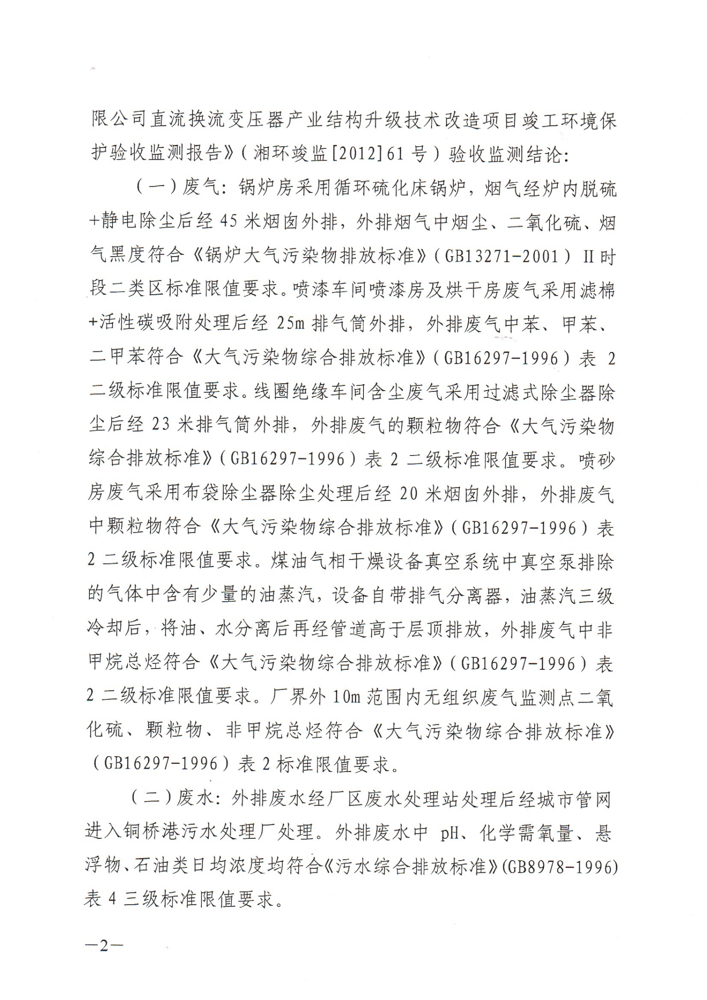 限公司直流换流变压器产业结构升级技术改造项目竣工环境保
护验收监测报告》（湘环竣监[2012]61 号）验收监测结论：
（一）废气：锅炉房采用循环硫化床锅炉，烟气经炉内脱硫
+静电除尘后经 45 米烟囱外排，外排烟气中烟尘、二氧化硫、烟
气黑度符合《锅炉大气污染物排放标准》（GB13271-2001）Ⅱ时
段二类区标准限值要求。喷漆车间喷漆房及烘干房废气采用滤棉
+活性碳吸附处理后经 25m 排气筒外排，外排废气中苯、甲苯、
二甲苯符合《大气污染物综合排放标准》（GB16297-1996）表 2
二级标准限值要求。线圈绝缘车间含尘废气采用过滤式除尘器除
尘后经 23 米排气筒外排，外排废气的颗粒物符合《大气污染物
综合排放标准》（GB16297-1996）表 2 二级标准限值要求。喷砂
房废气采用布袋除尘器除尘处理后经 20 米烟囱外排，外排废气
中颗粒物符合《大气污染物综合排放标准》（GB16297-1996）表
2 二级标准限值要求。煤油气相干燥设备真空系统中真空泵排除
的气体中含有少量的油蒸汽，设备自带排气分离器，油蒸汽三级
冷却后，将油、水分离后再经管道高于层顶排放，外排废气中非
甲烷总烃符合《大气污染物综合排放标准》（GB16297-1996）表
2 二级标准限值要求。厂界外 10m 范围内无组织废气监测点二氧
化硫、颗粒物、非甲烷总烃符合《大气污染物综合排放标准》
（GB16297-1996）表 2 标准限值要求。
（二）废水：外排废水经厂区废水处理站处理后经城市管网
进入铜桥港污水处理厂处理。外排废水中 pH、化学需氧量、悬
浮物、石油类日均浓度均符合《污水综合排放标准》(GB8978-1996)
表 4 三级标准限值要求。
—2—